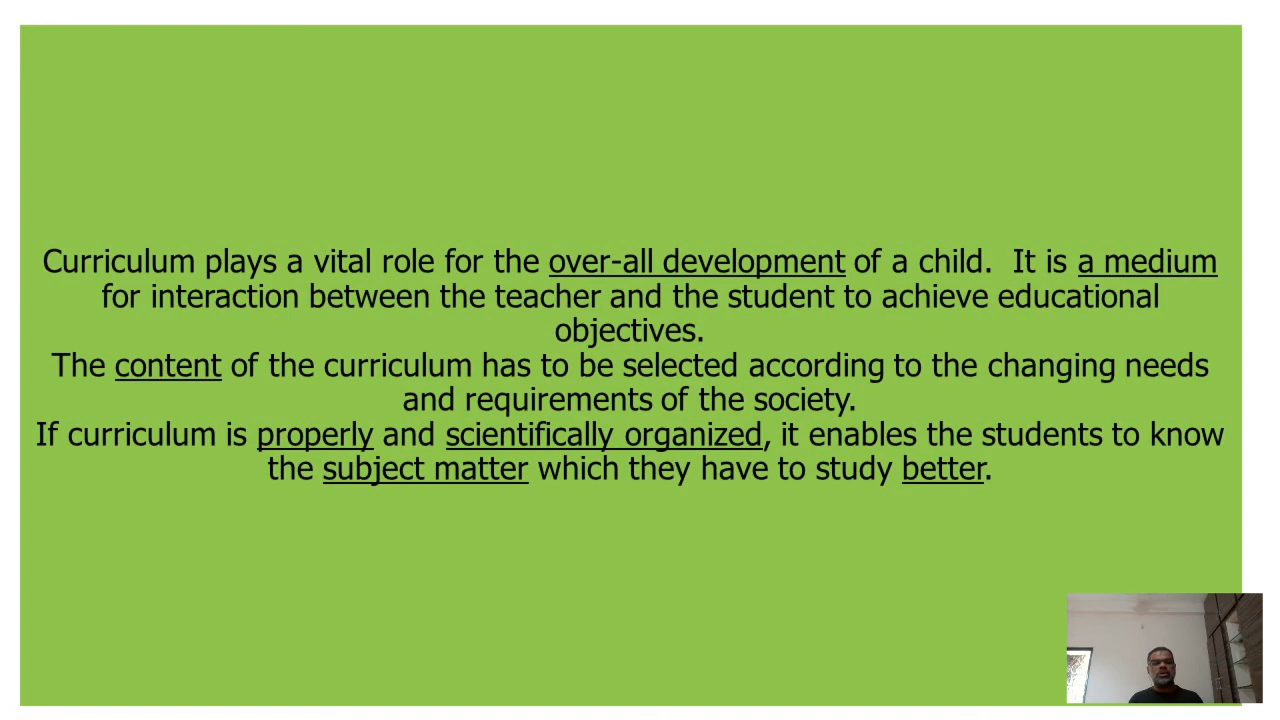 Curriculum plays a vital role for the over-all development of a child.  It is a medium
for interaction between the teacher and the student to achieve educational
objectives.
The content of the curriculum has to be selected according to the changing needs
and requirements of the society.
If curriculum is properly and scientifically organized, it enables the students to know
the subject matter which they have to study better.